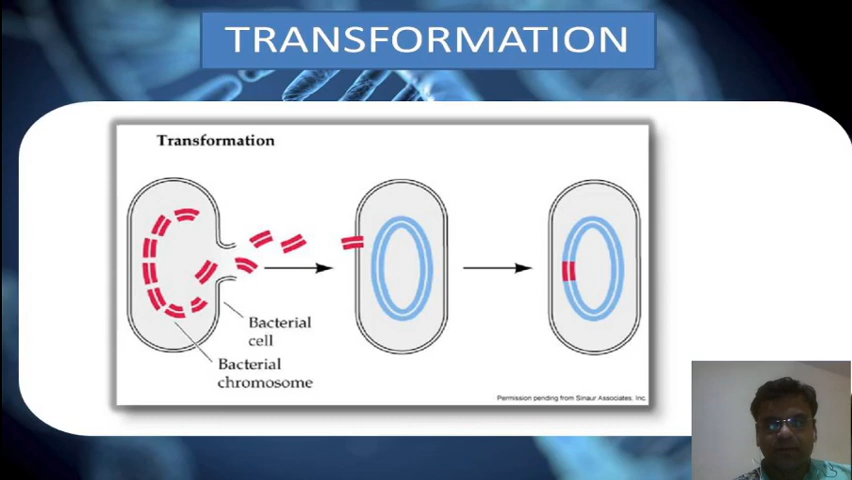 TRANSFORMATION
Transformation
Bacterial
cell
Bacterial
chromosome
Permission pending from Sinaur Associates, Inc.